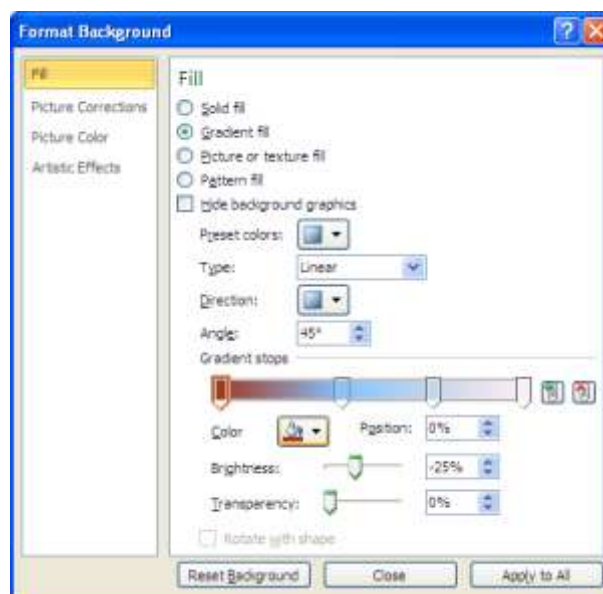 Format Background
Fill
Picture Corrections
Picture Color
Artistic Effects
Fill
Solid fill
Gradient fill
Picture or texture fill
Pattern fill
Hide background graphics
Preset colors:
Type: Linear
Direction:
Angle: 45°
Gradient stops
Color Position: 0%
Brightness: -25%
Transparency: 0%
Rotate with shape
Reset Background Close Apply to All